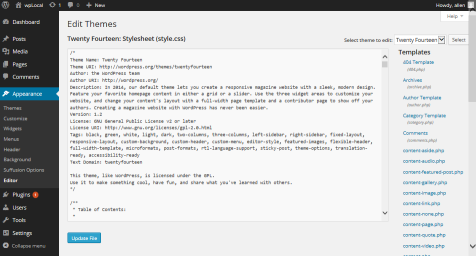 wpLocal 1 0 + New Howdy, allen
Help
Dashboard
Posts
Media
Pages
Comments
Appearance
Themes
Customize
Widgets
Menus
Header
Background
Suffusion Options
Editor
Plugins 1
Users
Tools
Settings
Collapse menu
Edit Themes
Twenty Fourteen: Stylesheet (style.css)
Select theme to edit: Twenty Fourteen Select
/*
Theme Name: Twenty Fourteen
Theme URI: http://wordpress.org/themes/twentyfourteen
Author: the WordPress team
Author URI: http://wordpress.org/
Description: In 2014, our default theme lets you create a responsive magazine website with a sleek, modern design.
Feature your favorite homepage content in either a grid or a slider. Use the three widget areas to customize your
website, and change your content's layout with a full-width page template and a contributor page to show off your
authors. Creating a magazine website with WordPress has never been easier.
Version: 1.2
License: GNU General Public License v2 or later
License URI: http://www.gnu.org/licenses/gpl-2.0.html
Tags: black, green, white, light, dark, two-columns, three-columns, left-sidebar, right-sidebar, fixed-layout,
responsive-layout, custom-background, custom-header, custom-menu, editor-style, featured-images, flexible-header,
full-width-template, microformats, post-formats, rtl-language-support, sticky-post, theme-options, translation-
ready, accessibility-ready
Text Domain: twentyfourteen
This theme, like WordPress, is licensed under the GPL.
Use it to make something cool, have fun, and share what you've learned with others.
*/
/**
* Table of Contents:
*
Update File
Templates
404 Template
(404.php)
Archives
(archive.php)
Author Template
(author.php)
Category Template
(category.php)
Comments
(comments.php)
content-aside.php
content-audio.php
content-featured-post.php
content-gallery.php
content-image.php
content-link.php
content-none.php
content-page.php
content-quote.php
content-video.php